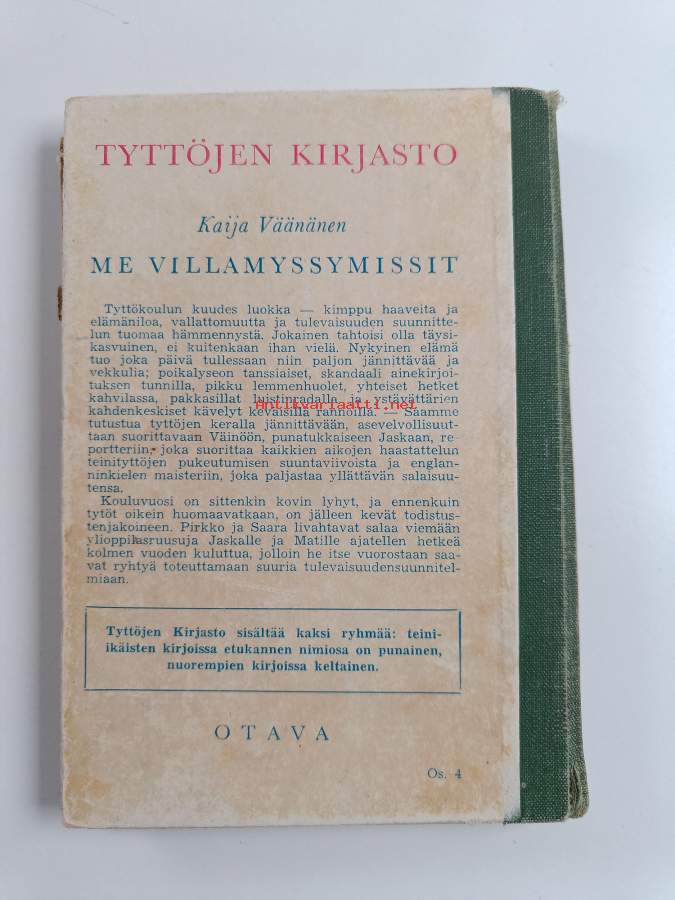 TYTTÖJEN KIRJASTO
Kaija Väänänen
ME VILLAMYSSYMISSIT
Tyttökoulun kuudes luokka — kimppu haaveita ja
elämäniloa, vallattomuutta ja tulevaisuuden suunnitte-
lun tuomaa hämmennystä. Jokainen tahtoisi olla täysi-
kasvuinen, ei kuitenkaan ihan vielä. Nykyinen elämä
tuo joka päivä tullessaan niin paljon jännittävää ja
vekkulia; poikalyseon tanssiaiset, skandaali ainekirjoi-
tuksen tunnilla, pikku lemmenhuolet, yhteiset hetket
kahvilassa, pakkasillat luistinradalla ja ystävättärien
Antikvariaatti.net
kahdenkeskiset kävelyt keväisillä rannoilla. — Saamme
tutustua tyttöjen keralla jännittävään, asevelvollisuut-
taan suorittavaan Väinöön, punatukkaiseen Jaskaan, re-
portteriin, joka suorittaa kaikkien aikojen haastattelun
teinityttöjen pukeutumisen suuntaviivoista ja englan-
ninkielen maisteriin, joka paljastaa yllättävän salaisuu-
tensa.
Kouluvuosi on sittenkin kovin lyhyt, ja ennenkuin
tytöt oikein huomaavatkaan, on jälleen kevät todistus-
tenjakoineen. Pirkko ja Saara livahtavat salaa viemään
ylioppilasruusuja Jaskalle ja Matille ajatellen hetkeä
kolmen vuoden kuluttua, jolloin he itse vuorostaan saa-
vat ryhtyä toteuttamaan suuria tulevaisuudensuunnitel-
miaan.
Tyttöjen Kirjasto sisältää kaksi ryhmää: teini-
ikäisten kirjoissa etukannen nimiosa on punainen,
nuorempien kirjoissa keltainen.
OTAVA
Os. 4